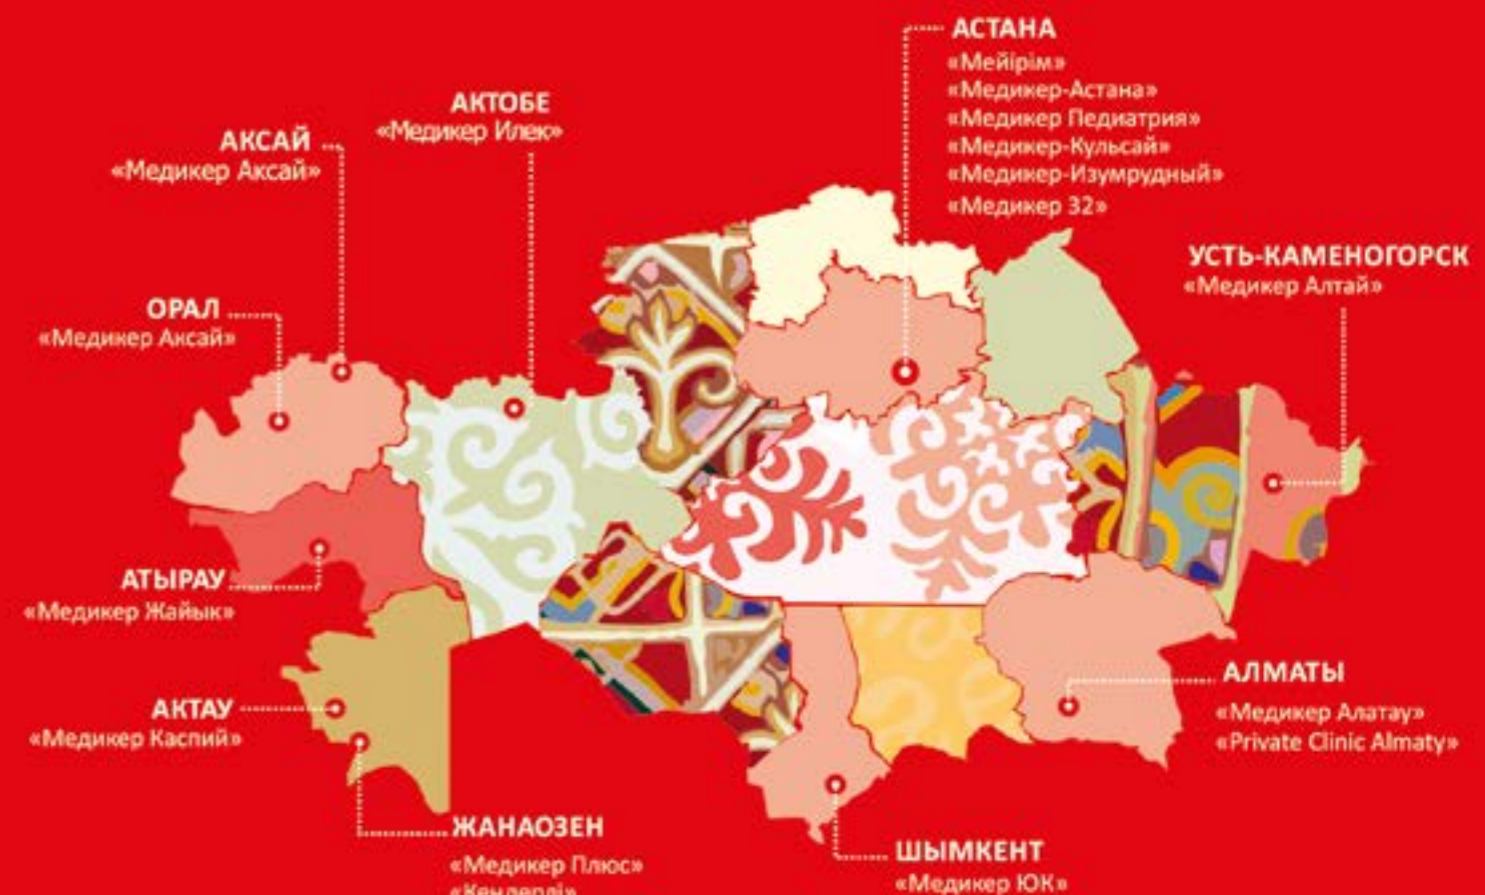 АСТАНА
«Мейірім»
«Медикер-Астана»
«Медикер Педиатрия»
«Медикер-Кульсай»
«Медикер-Изумрудный»
«Медикер 32»
АКТОБЕ
«Медикер Илек»
АКСАЙ
«Медикер Аксай»
УСТЬ-КАМЕНОГОРСК
«Медикер Алтай»
ОРАЛ
«Медикер Аксай»
АТЫРАУ
«Медикер Жайык»
АКТАУ
«Медикер Каспий»
АЛМАТЫ
«Медикер Алатау»
«Private Clinic Almaty»
ЖАНАОЗЕН
«Медикер Плюс»
«Кендерлі»
ШЫМКЕНТ
«Медикер ЮК»